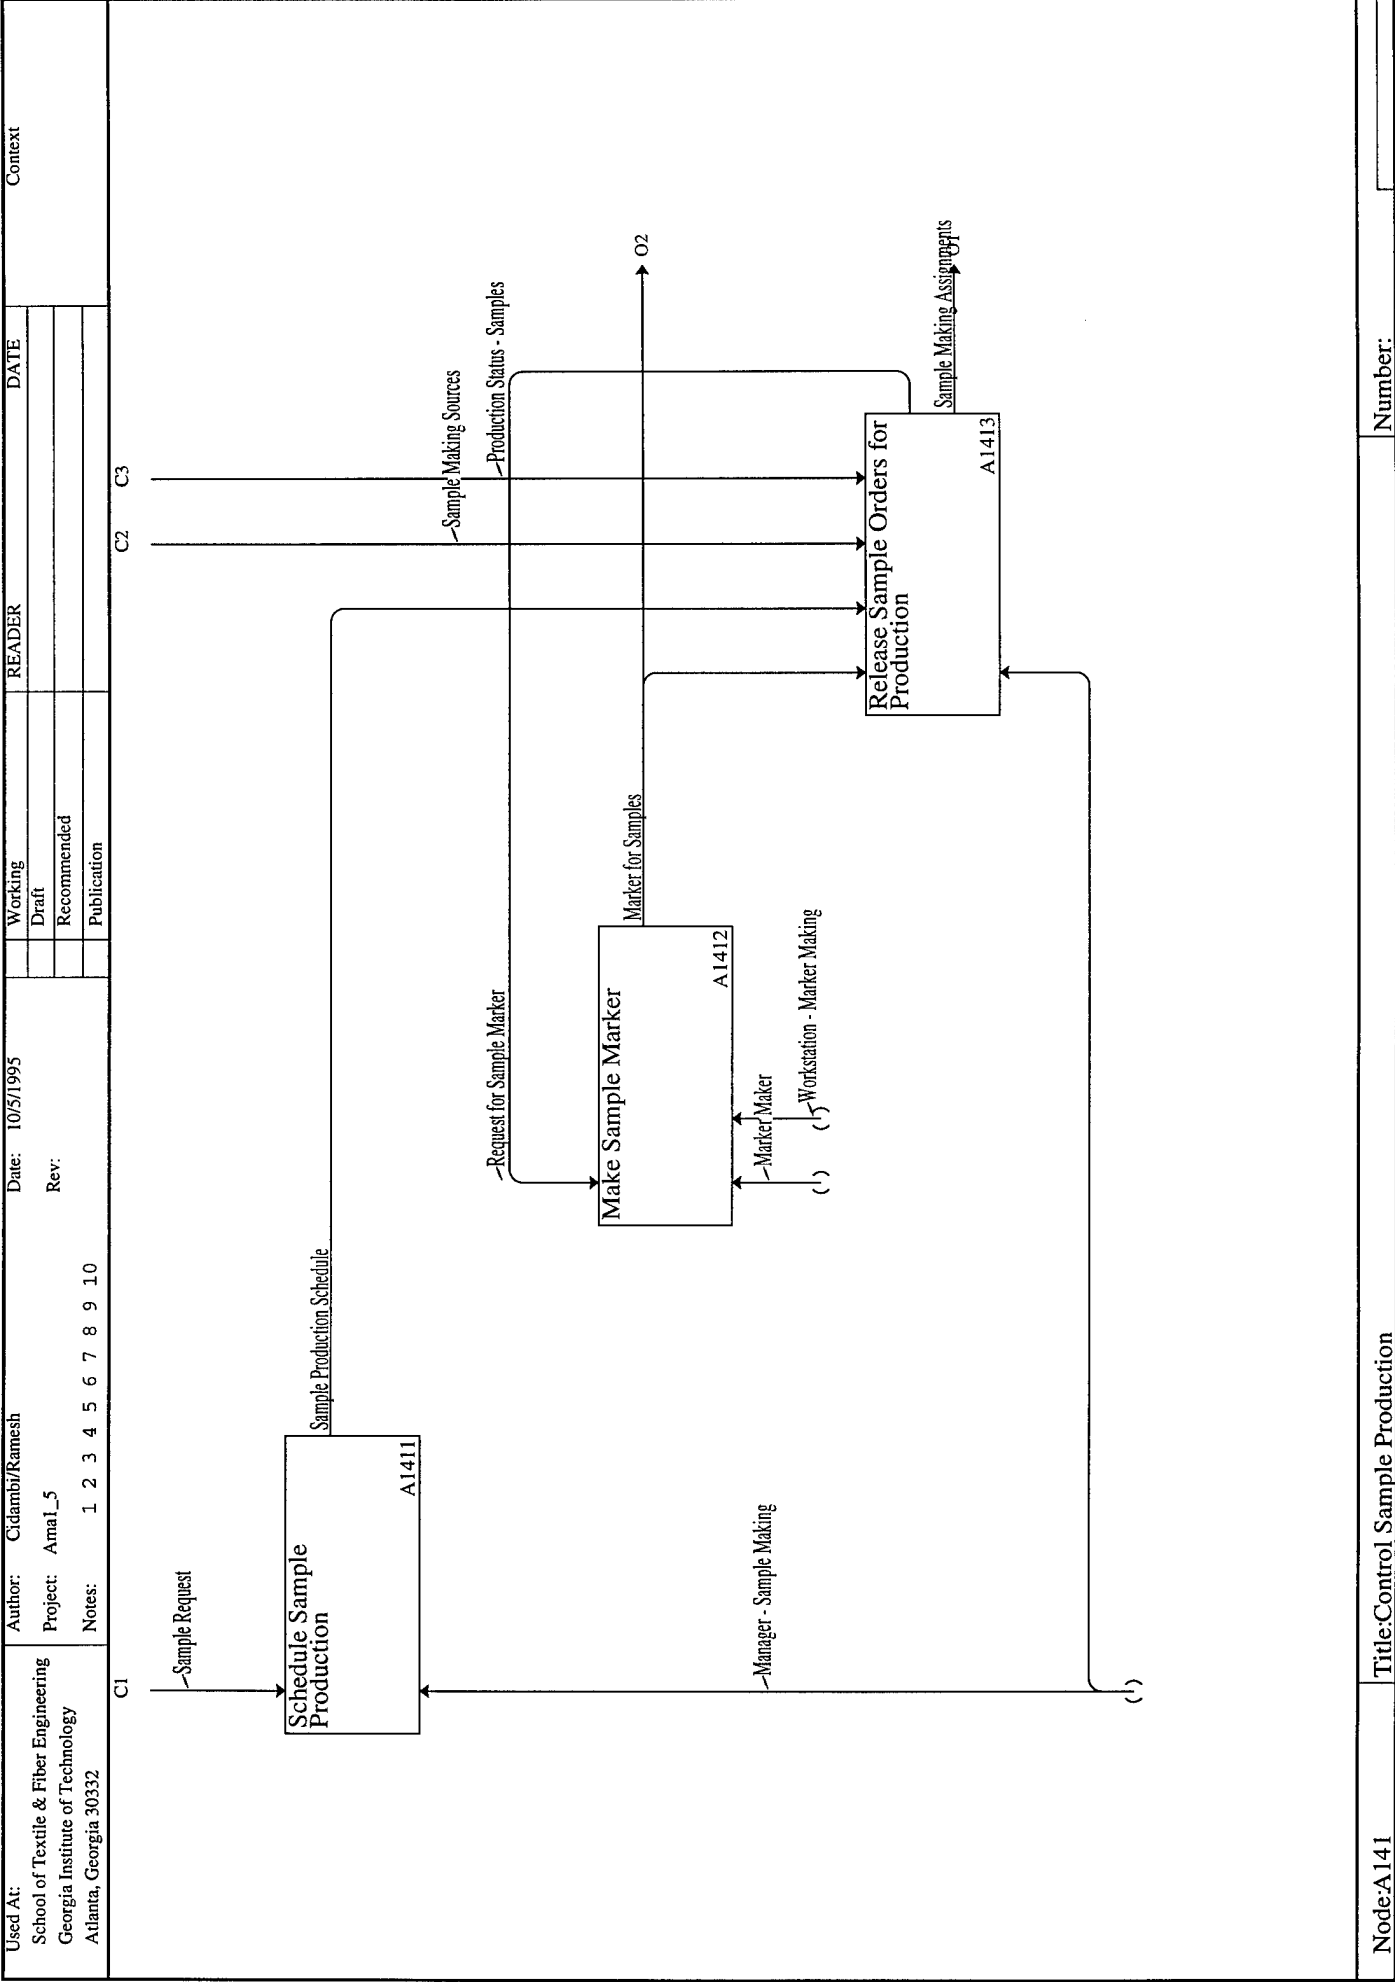 Used At:
School of Textile & Fiber Engineering
Georgia Institute of Technology
Atlanta, Georgia 30332
Author: Cidambi/Ramesh
Project: Ama1_5
Notes: 1 2 3 4 5 6 7 8 9 10
Date: 10/5/1995
Rev:
Working
Draft
Recommended
Publication
READER DATE
Context
C1
C2
C3
Sample Request
Schedule Sample
Production
A1411
Sample Production Schedule
Sample Making Sources
Production Status - Samples
Request for Sample Marker
Make Sample Marker
A1412
Marker for Samples
O2
Marker Maker
Workstation - Marker Making
Manager - Sample Making
Release Sample Orders for
Production
A1413
Sample Making Assignments
O1
Node:A141
Title:Control Sample Production
Number: